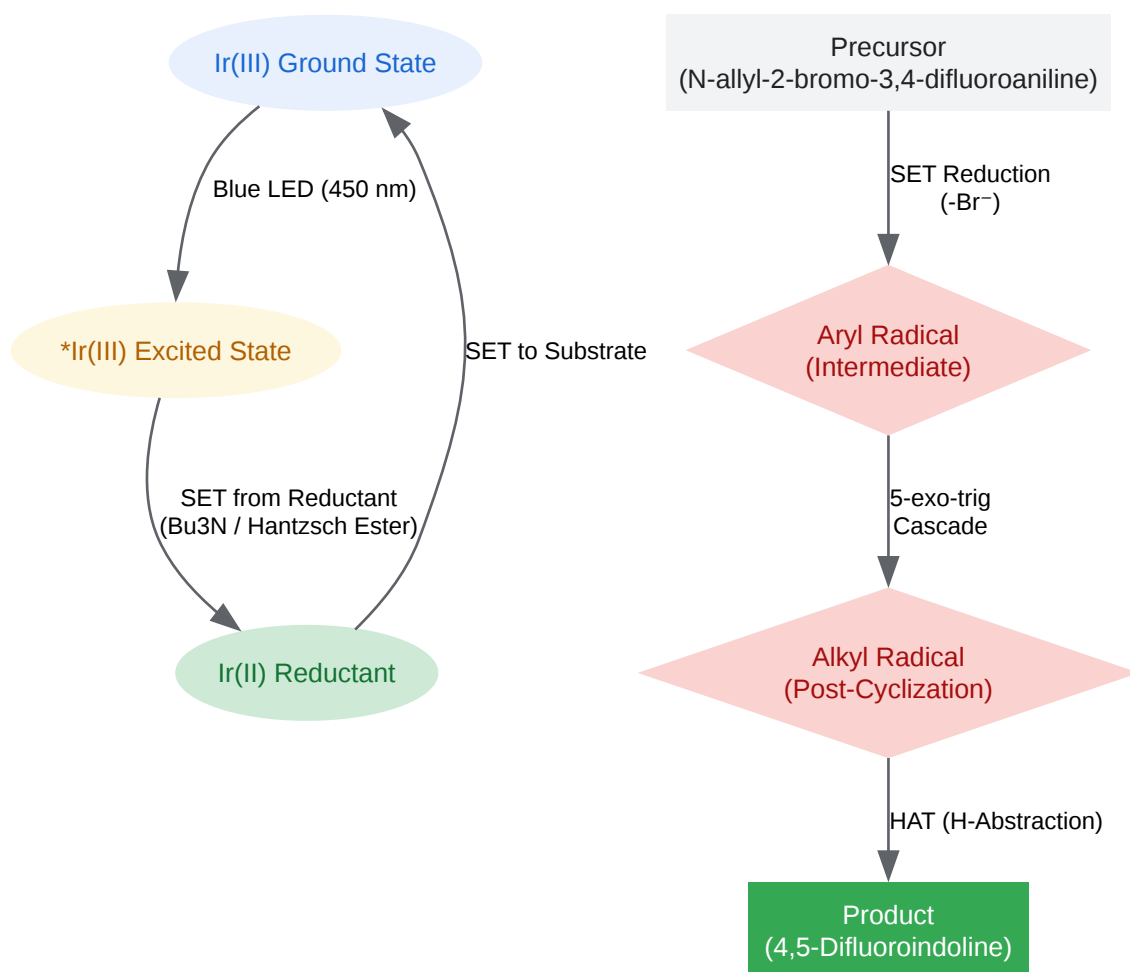 Ir(III) Ground State
Blue LED (450 nm)
*Ir(III) Excited State
SET from Reductant
(Bu3N / Hantzsch Ester)
Ir(II) Reductant
SET to Substrate
Precursor
(N-allyl-2-bromo-3,4-difluoroaniline)
SET Reduction
(-Br⁻)
Aryl Radical
(Intermediate)
5-exo-trig
Cascade
Alkyl Radical
(Post-Cyclization)
HAT (H-Abstraction)
Product
(4,5-Difluoroindoline)